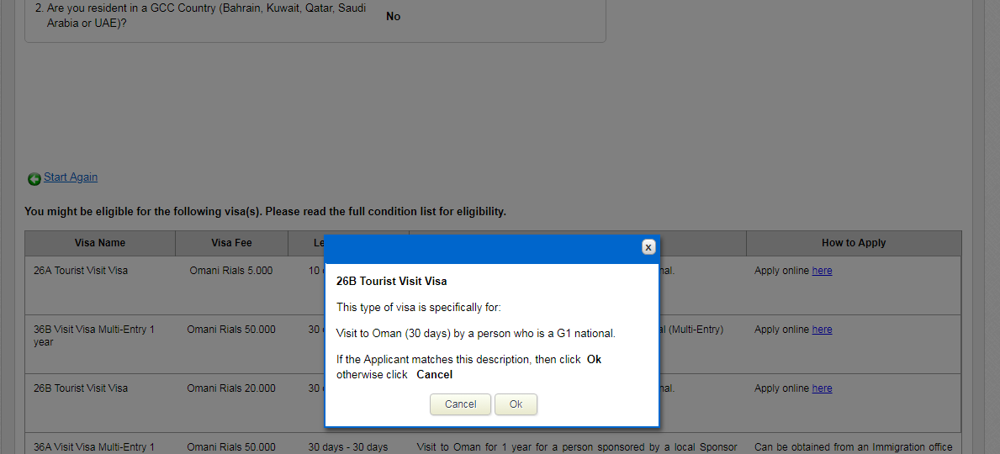 2. Are you resident in a GCC Country (Bahrain, Kuwait, Qatar, Saudi
Arabia or UAE)?
No
Start Again
You might be eligible for the following visa(s). Please read the full condition list for eligibility.
Visa Name Visa Fee Le How to Apply
26A Tourist Visit Visa Omani Rials 5.000 10 nal. Apply online here
36B Visit Visa Multi-Entry 1 Omani Rials 50.000 30 al (Multi-Entry) Apply online here
year
26B Tourist Visit Visa Omani Rials 20.000 30 nal. Apply online here
36A Visit Visa Multi-Entry 1 Omani Rials 50.000 30 days - 30 days Visit to Oman for 1 year for a person sponsored by a local Sponsor Can be obtained from an Immigration office
x
26B Tourist Visit Visa
This type of visa is specifically for:
Visit to Oman (30 days) by a person who is a G1 national.
If the Applicant matches this description, then click Ok
otherwise click Cancel
Cancel Ok